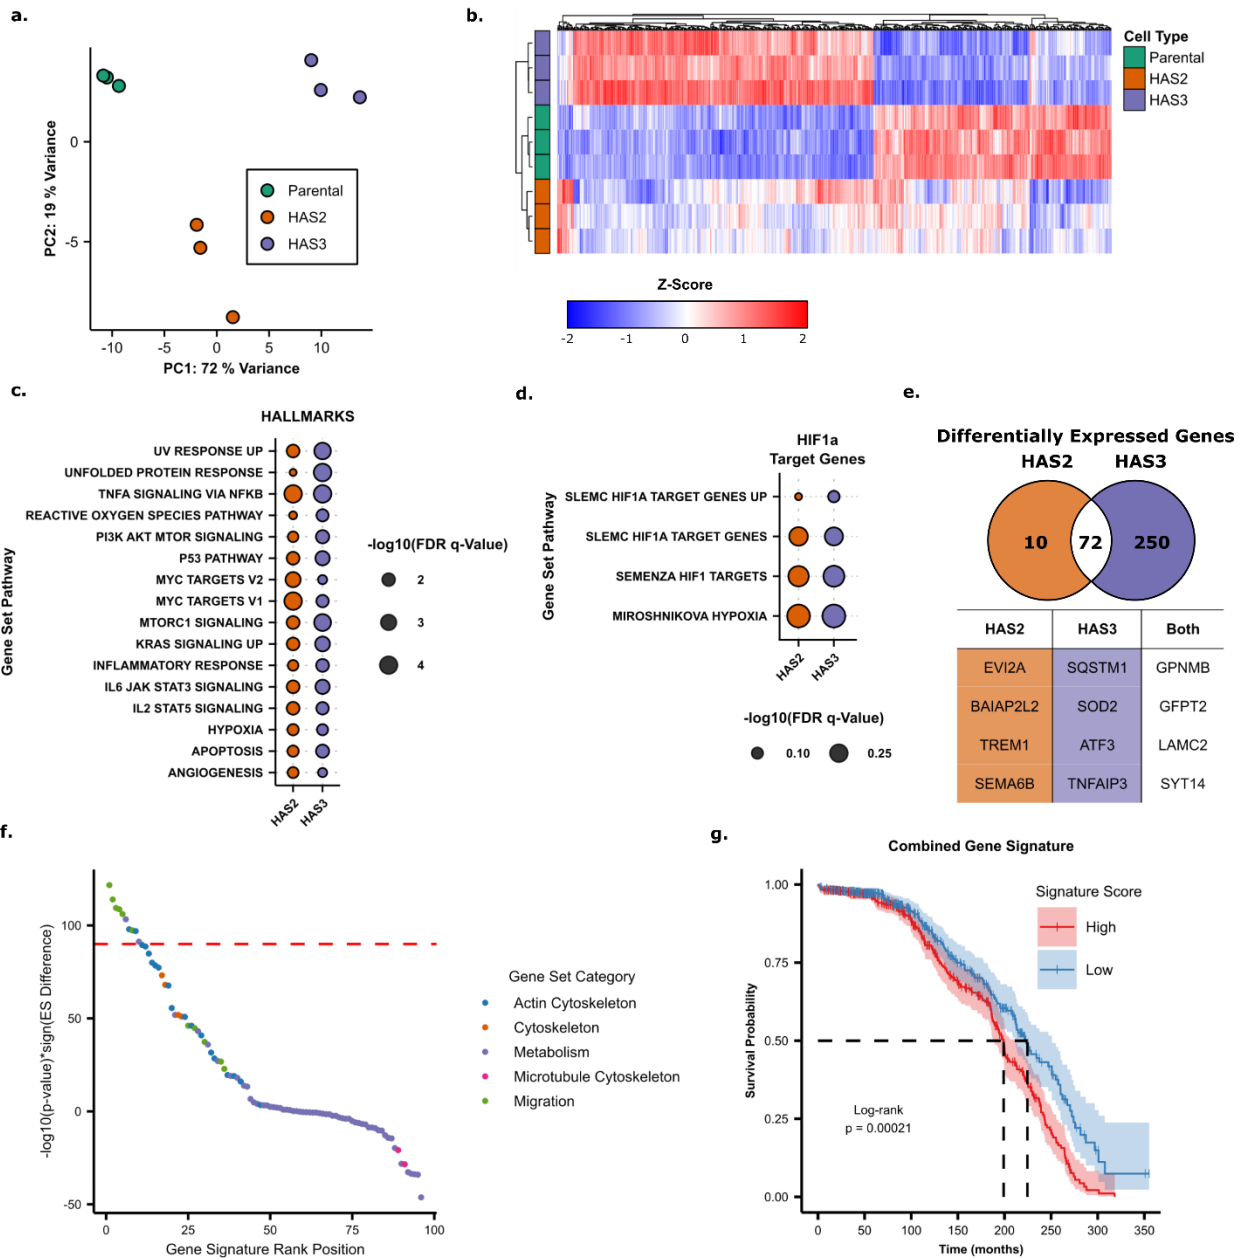 a.
0
-5
PC2: 19 % Variance
Parental
HAS2
HAS3
-10 -5 0 5 10
PC1: 72 % Variance
b.
Cell Type
Parental
HAS2
HAS3
Z-Score
-2 -1 0 1 2
c.
HALLMARKS
Gene Set Pathway
UV RESPONSE UP
UNFOLDED PROTEIN RESPONSE
TNFA SIGNALING VIA NFKB
REACTIVE OXYGEN SPECIES PATHWAY
PI3K AKT MTOR SIGNALING
P53 PATHWAY
MYC TARGETS V2
MYC TARGETS V1
MTORC1 SIGNALING
KRAS SIGNALING UP
INFLAMMATORY RESPONSE
IL6 JAK STAT3 SIGNALING
IL2 STAT5 SIGNALING
HYPOXIA
APOPTOSIS
ANGIOGENESIS
HAS2 HAS3
-log10(FDR q-Value)
2
3
4
d.
HIF1a
Target Genes
Gene Set Pathway
SLEMC HIF1A TARGET GENES UP
SLEMC HIF1A TARGET GENES
SEMENZA HIF1 TARGETS
MIROSHNIKOVA HYPOXIA
HAS2 HAS3
-log10(FDR q-Value)
0.10 0.25
e.
Differentially Expressed Genes
HAS2 HAS3
10 72 250
HAS2 HAS3 Both
EVI2A SQSTM1 GPNMB
BAIAP2L2 SOD2 GFPT2
TREM1 ATF3 LAMC2
SEMA6B TNFAIP3 SYT14
f.
-log10(p-value)*sign(ES Difference)
100
50
0
-50
0 25 50 75 100
Gene Signature Rank Position
Gene Set Category
Actin Cytoskeleton
Cytoskeleton
Metabolism
Microtubule Cytoskeleton
Migration
g.
Combined Gene Signature
Survival Probability
1.00
0.75
0.50
0.25
0.00
Signature Score
High
Low
Log-rank
p = 0.00021
0 50 100 150 200 250 300 350
Time (months)